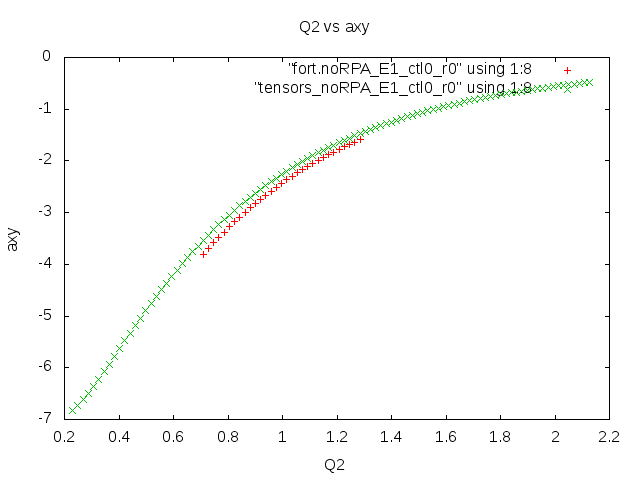 Q2 vs axy
"fort.noRPA_E1_ctl0_r0" using 1:8
"tensors_noRPA_E1_ctl0_r0" using 1:8
0
-1
-2
-3
-4
-5
-6
-7
axy
0.2 0.4 0.6 0.8 1 1.2 1.4 1.6 1.8 2 2.2
Q2